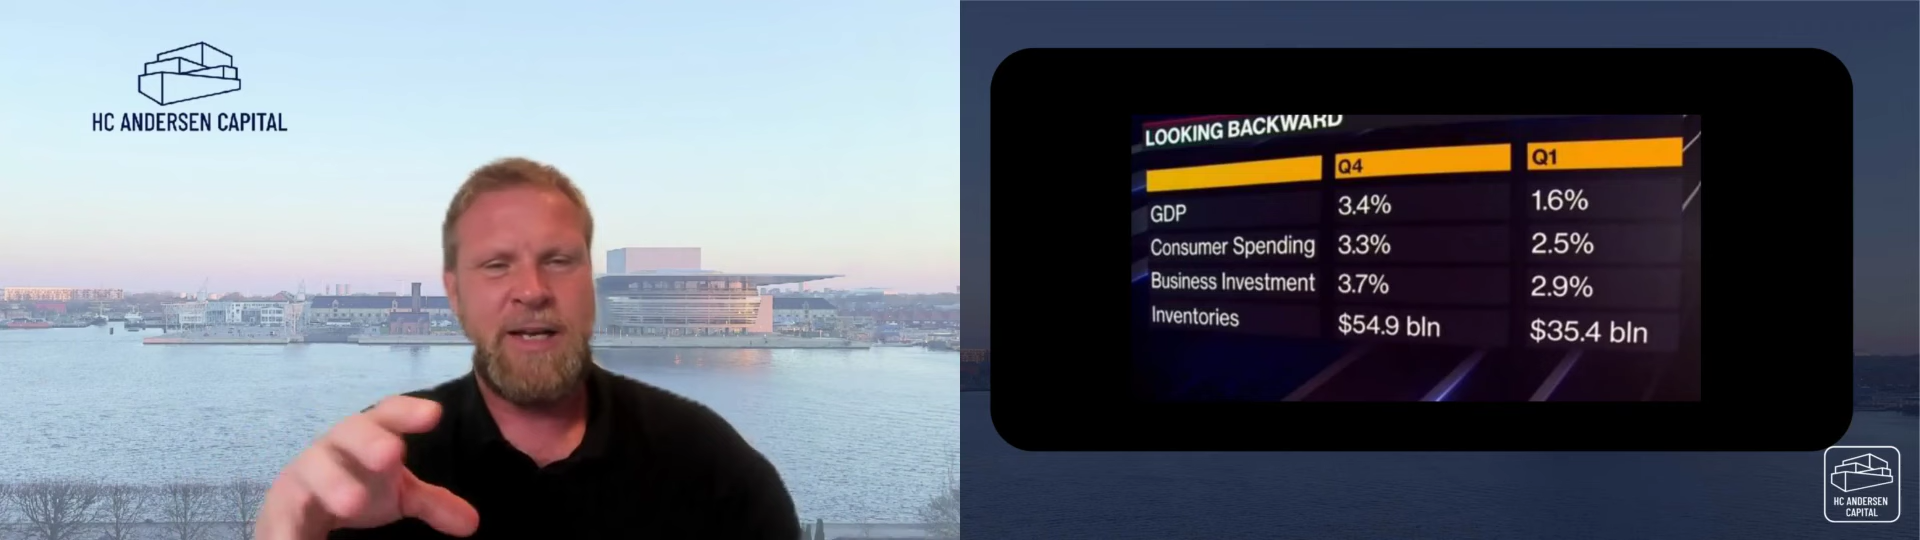 HC ANDERSEN CAPITAL
LOOKING BACKWARD
Q4 Q1
GDP 3.4% 1.6%
Consumer Spending 3.3% 2.5%
Business Investment 3.7% 2.9%
Inventories $54.9 bln $35.4 bln
HC ANDERSEN
CAPITAL